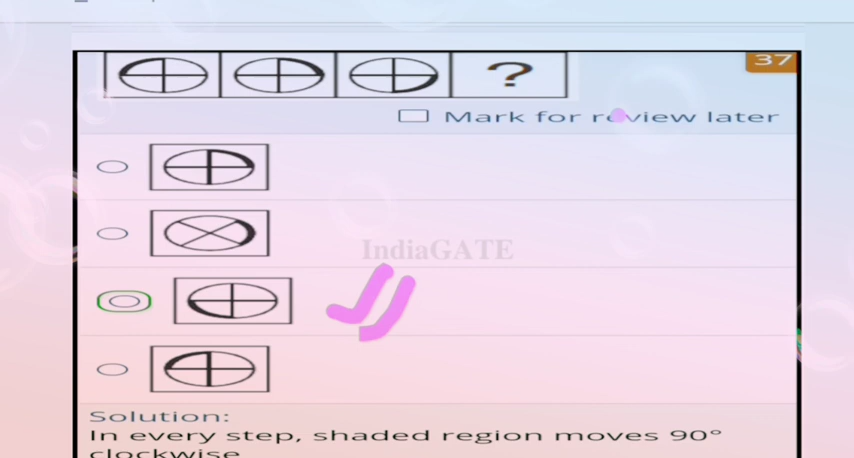 37
?
Mark for review later
IndiaGATE
Solution:
In every step, shaded region moves 90°
clockwise